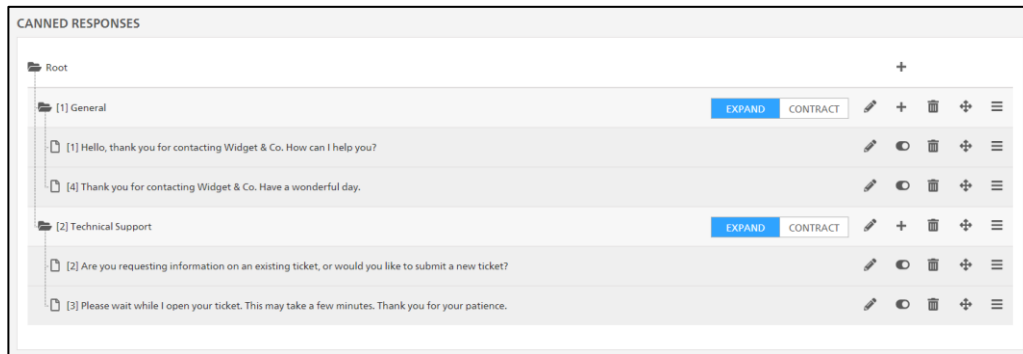 CANNED RESPONSES
Root
[1] General EXPAND CONTRACT
[1] Hello, thank you for contacting Widget & Co. How can I help you?
[4] Thank you for contacting Widget & Co. Have a wonderful day.
[2] Technical Support EXPAND CONTRACT
[2] Are you requesting information on an existing ticket, or would you like to submit a new ticket?
[3] Please wait while I open your ticket. This may take a few minutes. Thank you for your patience.